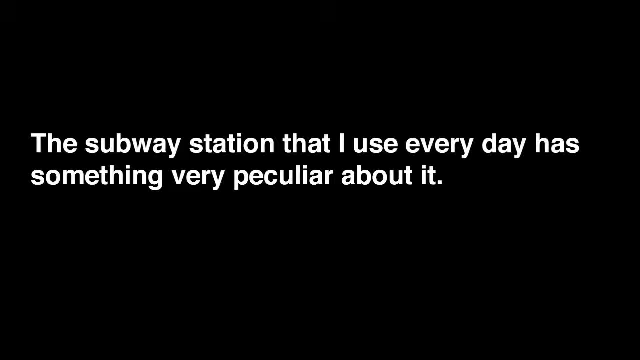 The subway station that I use every day has
something very peculiar about it.